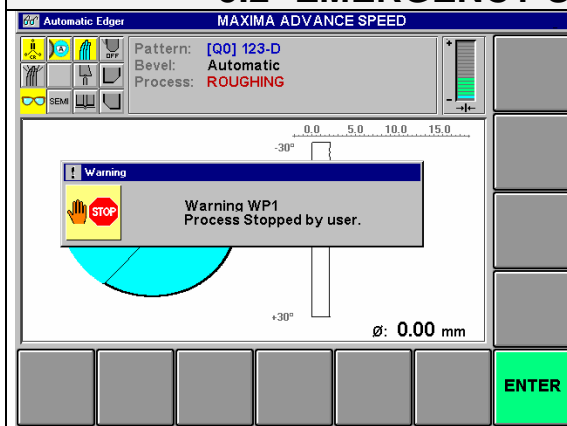 Automatic Edger MAXIMA ADVANCE SPEED
CR A OFF
Pattern: [Q0] 123-D
Bevel: Automatic
Process: ROUGHING
SEMI
+
-
0.0 5.0 10.0 15.0
-30°
! Warning
STOP
Warning WP1
Process Stopped by user.
+30°
ø: 0.00 mm
ENTER